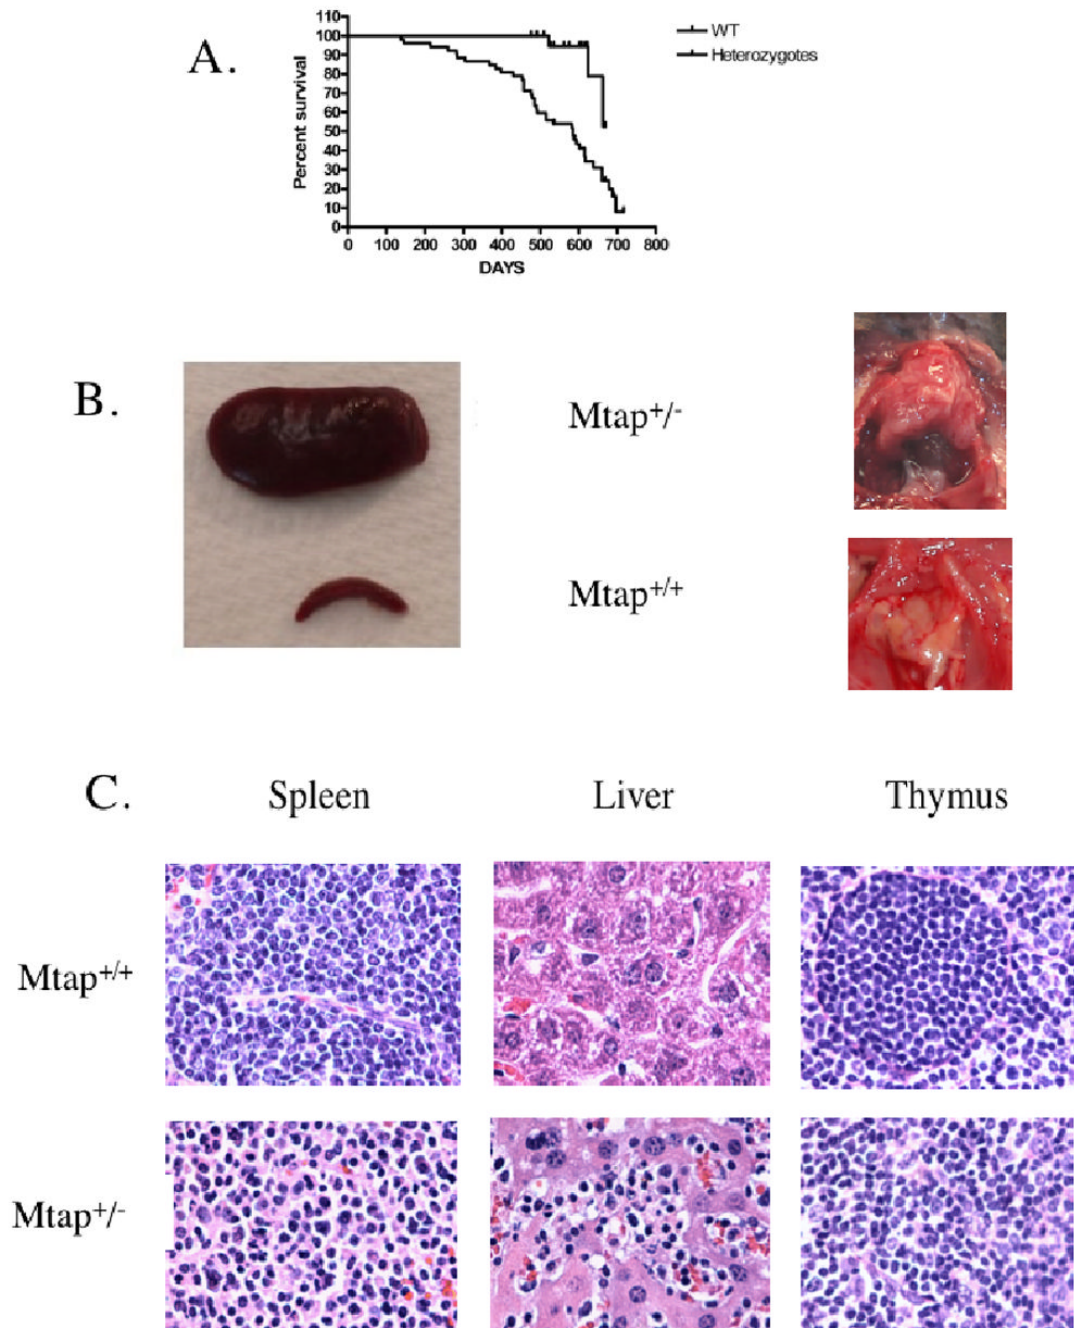 A.
Percent survival
110
100
90
80
70
60
50
40
30
20
10
0
0 100 200 300 400 500 600 700 800
DAYS
WT
Heterozygotes
B.
Mtap+/-
Mtap+/+
C.
Spleen Liver Thymus
Mtap+/+
Mtap+/-